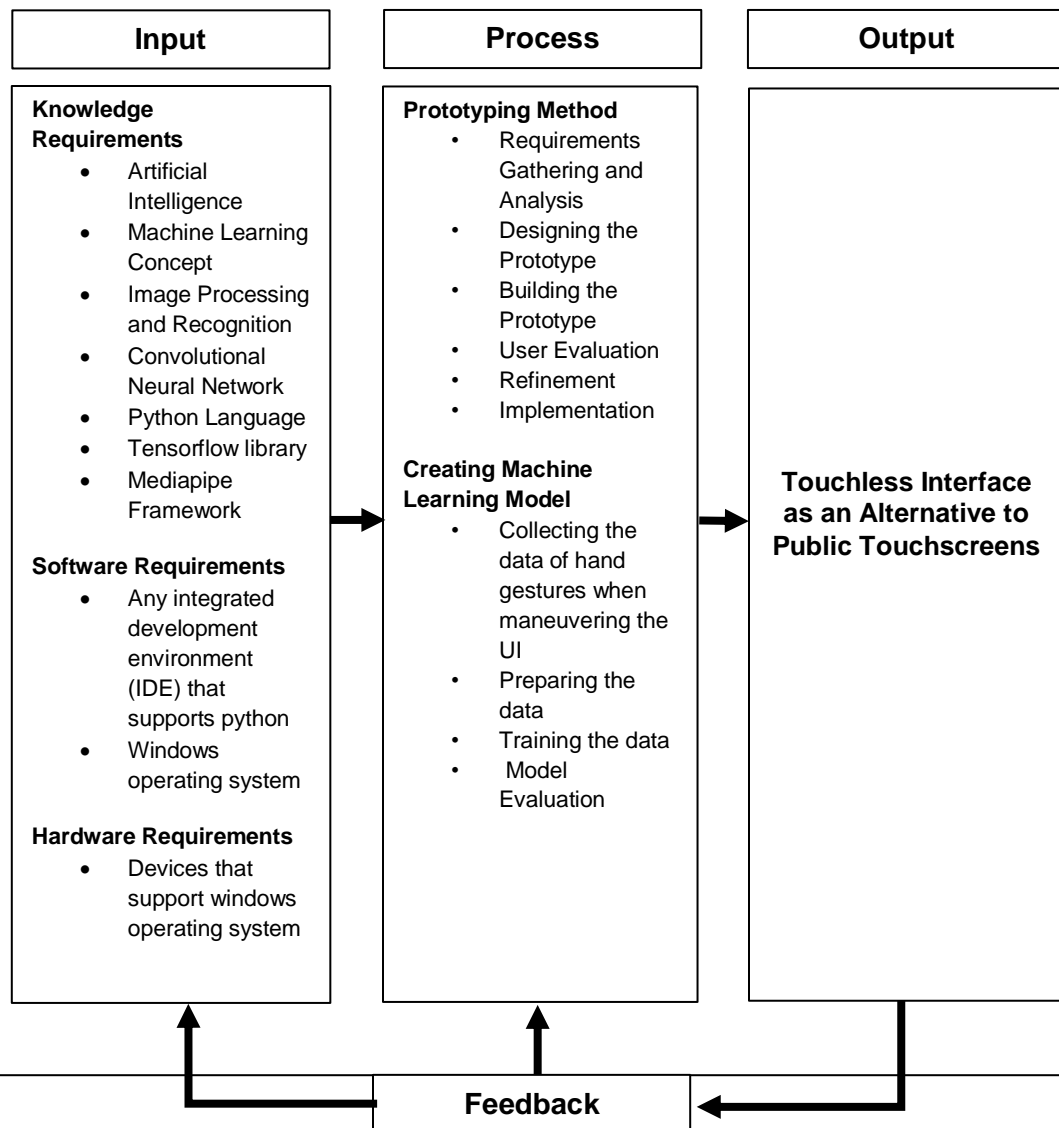 Input
Knowledge
Requirements
• Artificial
Intelligence
• Machine Learning
Concept
• Image Processing
and Recognition
• Convolutional
Neural Network
• Python Language
• Tensorflow library
• Mediapipe
Framework
Software Requirements
• Any integrated
development
environment
(IDE) that
supports python
• Windows
operating system
Hardware Requirements
• Devices that
support windows
operating system
Process
Prototyping Method
• Requirements
Gathering and
Analysis
• Designing the
Prototype
• Building the
Prototype
• User Evaluation
• Refinement
• Implementation
Creating Machine
Learning Model
• Collecting the
data of hand
gestures when
maneuvering the
UI
• Preparing the
data
• Training the data
• Model
Evaluation
Output
Touchless Interface
as an Alternative to
Public Touchscreens
Feedback